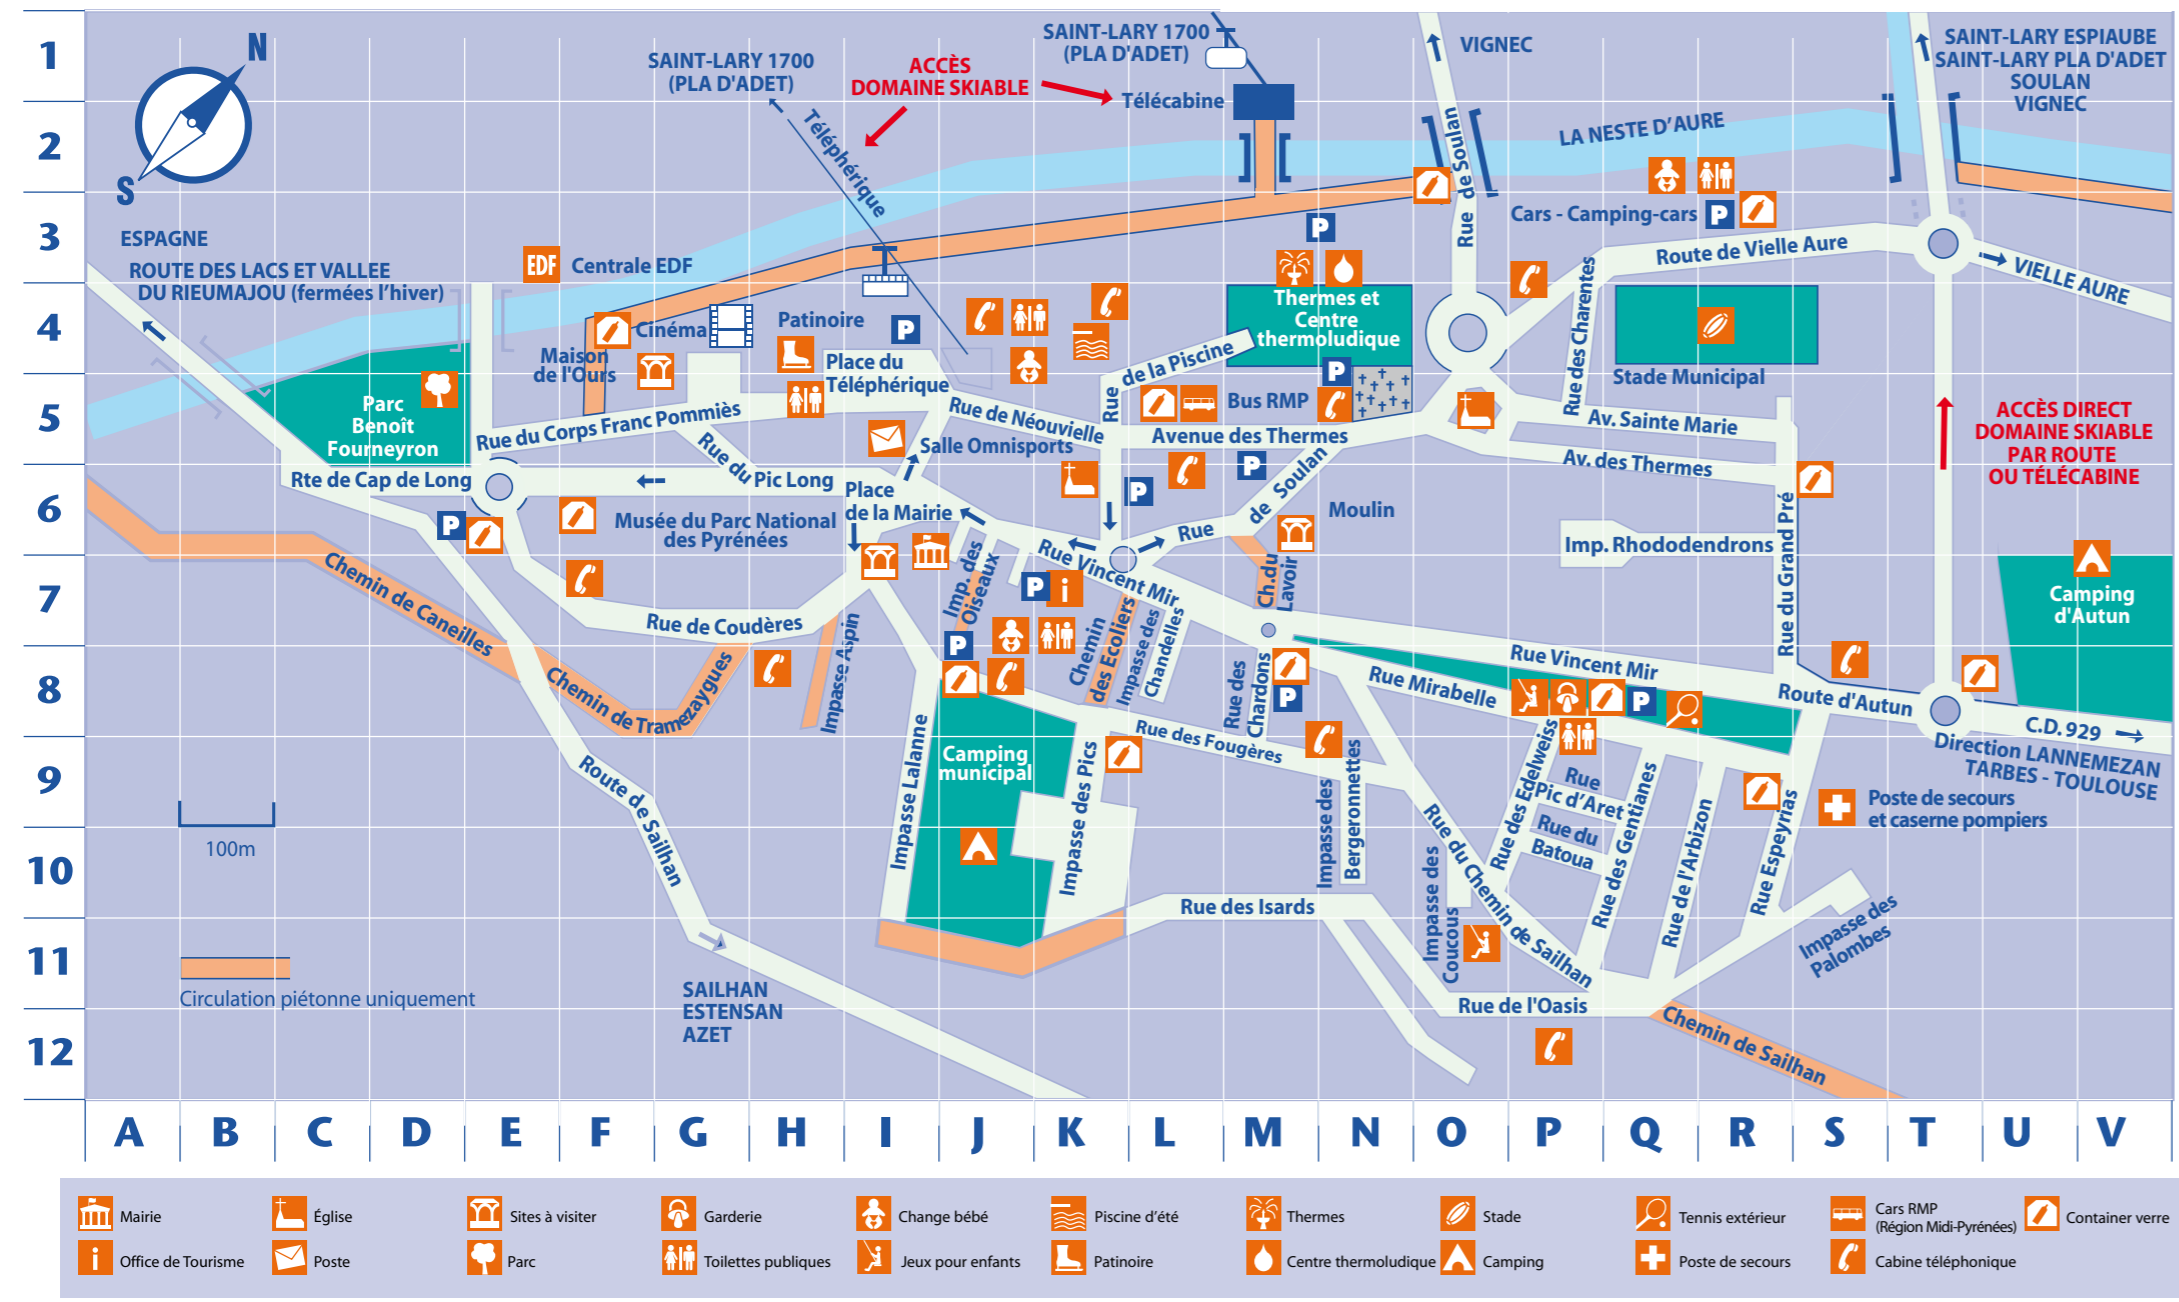 1
2
3
4
5
6
7
8
9
10
11
12
N
S
SAINT-LARY 1700
(PLA D'ADET)
ACCÈS
DOMAINE SKIABLE
SAINT-LARY 1700
(PLA D'ADET)
Télécabine
Téléphérique
VIGNEC
SAINT-LARY ESPIAUBE
SAINT-LARY PLA D'ADET
SOULAN
VIGNEC
LA NESTE D'AURE
Rue de Soulan
Cars - Camping-cars
P
Route de Vielle Aure
VIELLE AURE
ESPAGNE
ROUTE DES LACS ET VALLEE
DU RIEUMAJOU (fermées l'hiver)
EDF
Centrale EDF
P
Cinéma
Patinoire
P
Maison
de l'Ours
Place du
Téléphérique
Thermes et
Centre
thermoludique
Rue des Charentes
Stade Municipal
Rue
de la Piscine
P
Bus RMP
Parc
Benoît
Fourneyron
Rue du Corps Franc Pommiès
Rue de Néouvielle
Avenue des Thermes
Av. Sainte Marie
Av. des Thermes
ACCÈS DIRECT
DOMAINE SKIABLE
PAR ROUTE
OU TÉLÉCABINE
Salle Omnisports
Rue du Pic Long
Rte de Cap de Long
Place
de la Mairie
P
P
P
Rue de Soulan
Moulin
Musée du Parc National
des Pyrénées
Imp. Rhododendrons
Rue du Grand Pré
Chemin de Caneilles
Rue de Coudères
Imp. des
Oiseaux
Rue Vincent Mir
P
i
P
Ch.du
Lavoir
Camping
d'Autun
Chemin
des Ecoliers
Impasse des
Chandelles
Impasse Aspin
Chemin de Tramezaygues
Rue des
Chardons
P
Rue Vincent Mir
Rue Mirabelle
P
Route d'Autun
C.D. 929
Direction LANNEMEZAN
TARBES - TOULOUSE
Rue des Fougères
Impasse Lalanne
Camping
municipal
Impasse des Pics
Impasse des
Bergeronnettes
Rue des Edelweiss
Rue
Pic d'Aret
Rue du
Batoua
Rue des Gentianes
Rue de l'Arbizon
Rue Espeyrias
Poste de secours
et caserne pompiers
Route de Sailhan
100m
Rue des Isards
Impasse des
Coucous
Rue du Chemin de Sailhan
Impasse des
Palombes
Circulation piétonne uniquement
SAILHAN
ESTENSAN
AZET
Rue de l'Oasis
Chemin de Sailhan
A B C D E F G H I J K L M N O P Q R S T U V
Mairie
Église
Sites à visiter
Garderie
Change bébé
Piscine d'été
Thermes
Stade
Tennis extérieur
Cars RMP
(Région Midi-Pyrénées)
Container verre
i
Office de Tourisme
Poste
Parc
Toilettes publiques
Jeux pour enfants
Patinoire
Centre thermoludique
Camping
Poste de secours
Cabine téléphonique